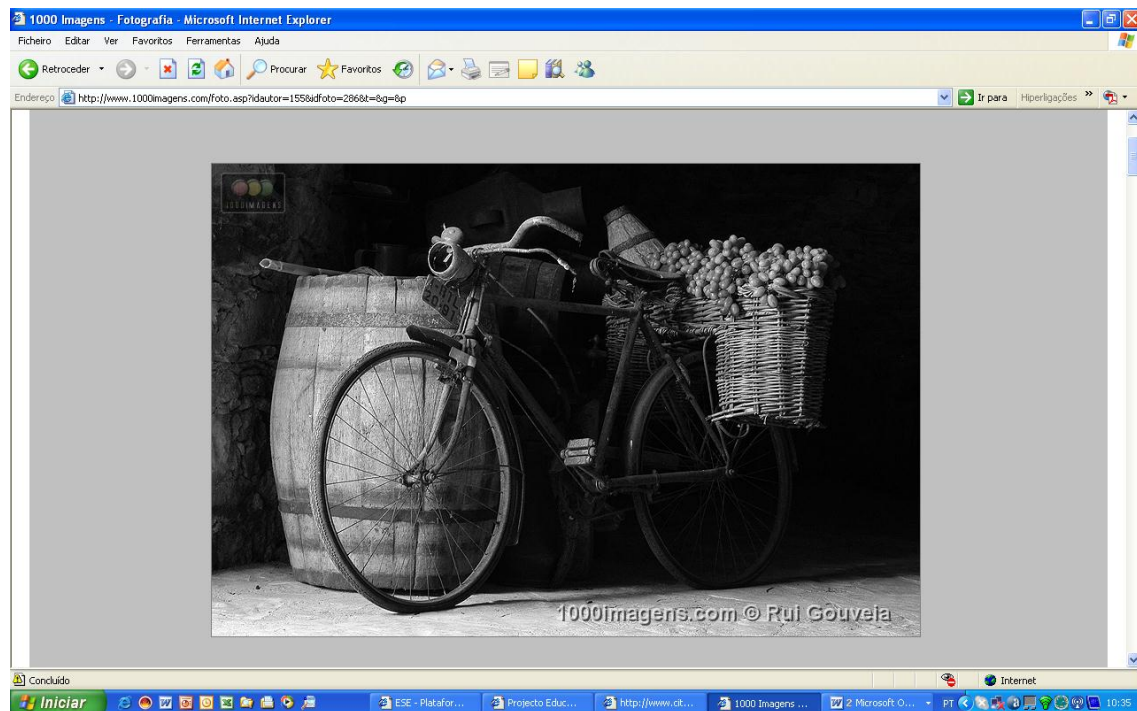 1000 Imagens - Fotografia - Microsoft Internet Explorer
Ficheiro Editar Ver Favoritos Ferramentas Ajuda
Retroceder Procurar Favoritos
Endereço http://www.1000imagens.com/foto.asp?idautor=155&idfoto=286&t=&g=&p Ir para Hiperligações »
1000IMAGENS
1000imagens.com © Rui Gouveia
Concluído Internet
Iniciar ESE - Platafor... Projecto Educ... http://www.cit... 1000 Imagens ... 2 Microsoft O... PT 10:35